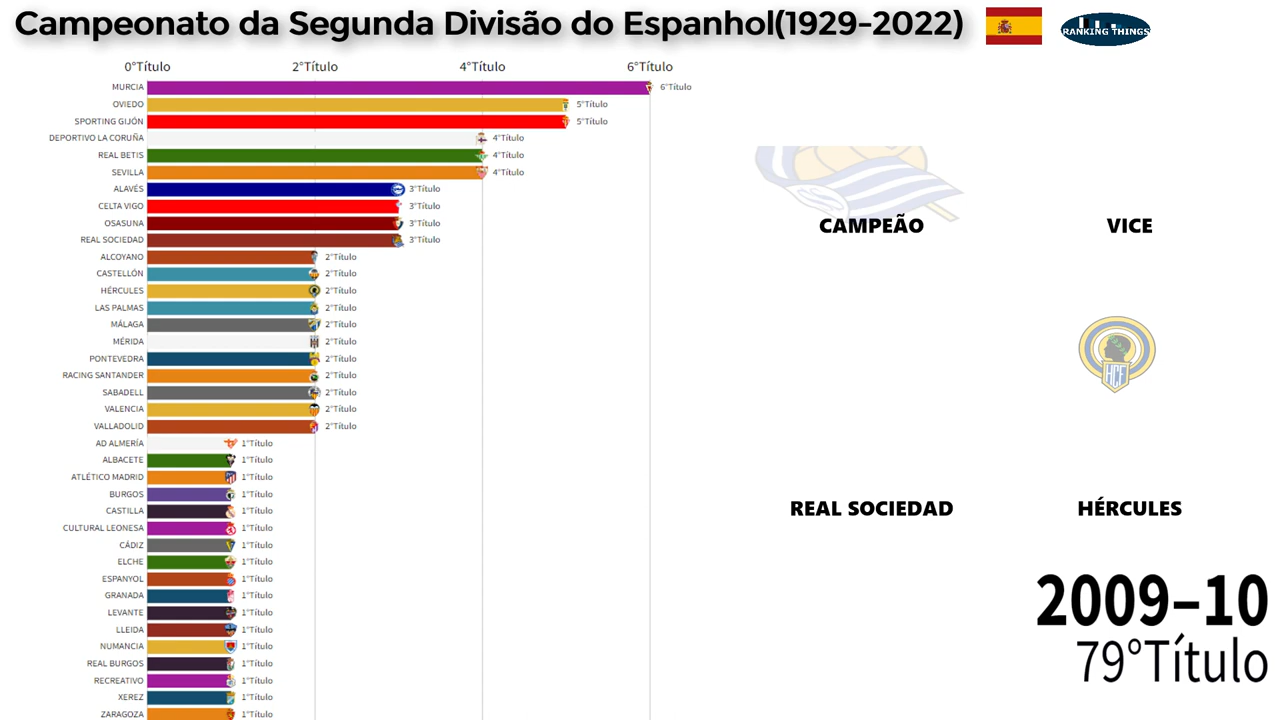 Campeonato da Segunda Divisão do Espanhol(1929-2022)
RANKING THINGS
0°Título 2°Título 4°Título 6°Título
MURCIA 6°Título
OVIEDO 5°Título
SPORTING GIJÓN 5°Título
DEPORTIVO LA CORUÑA 4°Título
REAL BETIS 4°Título
SEVILLA 4°Título
ALAVÉS 3°Título
CELTA VIGO 3°Título
OSASUNA 3°Título
REAL SOCIEDAD 3°Título
ALCOYANO 2°Título
CASTELLÓN 2°Título
HÉRCULES 2°Título
LAS PALMAS 2°Título
MÁLAGA 2°Título
MÉRIDA 2°Título
PONTEVEDRA 2°Título
RACING SANTANDER 2°Título
SABADELL 2°Título
VALENCIA 2°Título
VALLADOLID 2°Título
AD ALMERÍA 1°Título
ALBACETE 1°Título
ATLÉTICO MADRID 1°Título
BURGOS 1°Título
CASTILLA 1°Título
CULTURAL LEONESA 1°Título
CÁDIZ 1°Título
ELCHE 1°Título
ESPANYOL 1°Título
GRANADA 1°Título
LEVANTE 1°Título
LLEIDA 1°Título
NUMANCIA 1°Título
REAL BURGOS 1°Título
RECREATIVO 1°Título
XEREZ 1°Título
ZARAGOZA 1°Título
CAMPEÃO VICE
HCF
REAL SOCIEDAD HÉRCULES
2009–10
79°Título